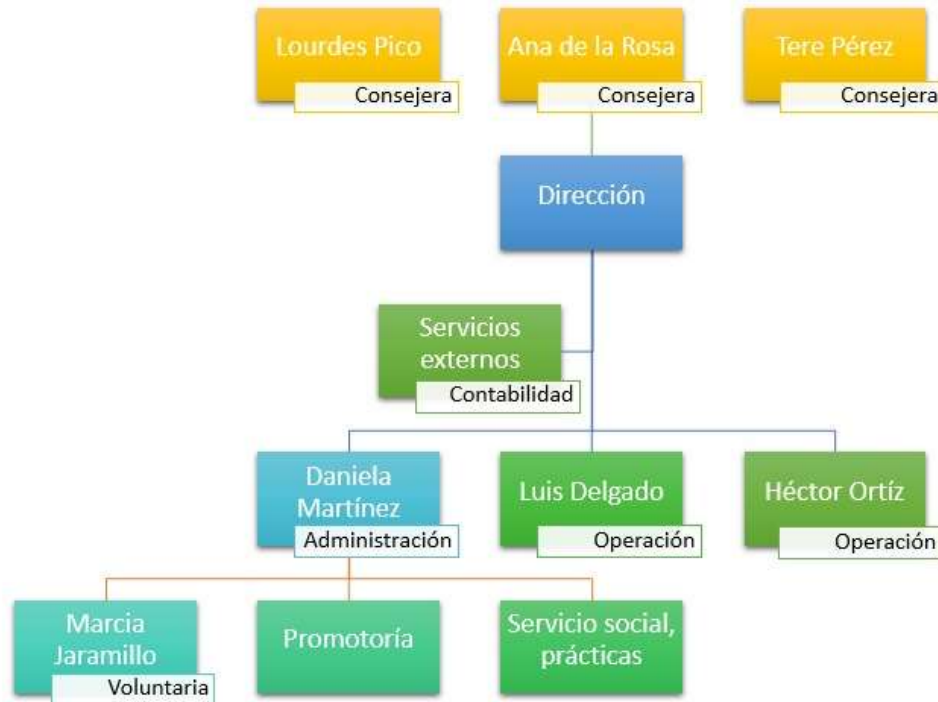 Lourdes Pico
Consejera
Ana de la Rosa
Consejera
Tere Pérez
Consejera
Dirección
Servicios
externos
Contabilidad
Daniela
Martínez
Administración
Luis Delgado
Operación
Héctor Ortíz
Operación
Marcia
Jaramillo
Voluntaria
Promotoría
Servicio social,
prácticas